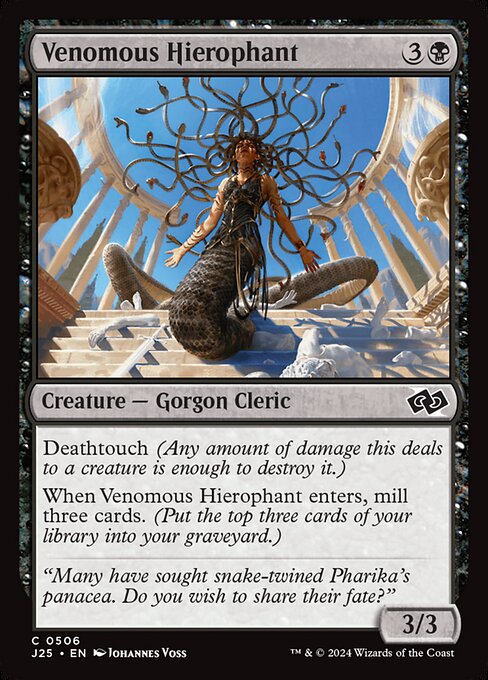 Venomous Hierophant 3
Creature — Gorgon Cleric
Deathtouch (Any amount of damage this deals
to a creature is enough to destroy it.)
When Venomous Hierophant enters, mill
three cards. (Put the top three cards of your
library into your graveyard.)
“Many have sought snake-twined Pharika’s
panacea. Do you wish to share their fate?”
3/3
C 0506
J25 • EN Johannes Voss
™ & © 2024 Wizards of the Coast